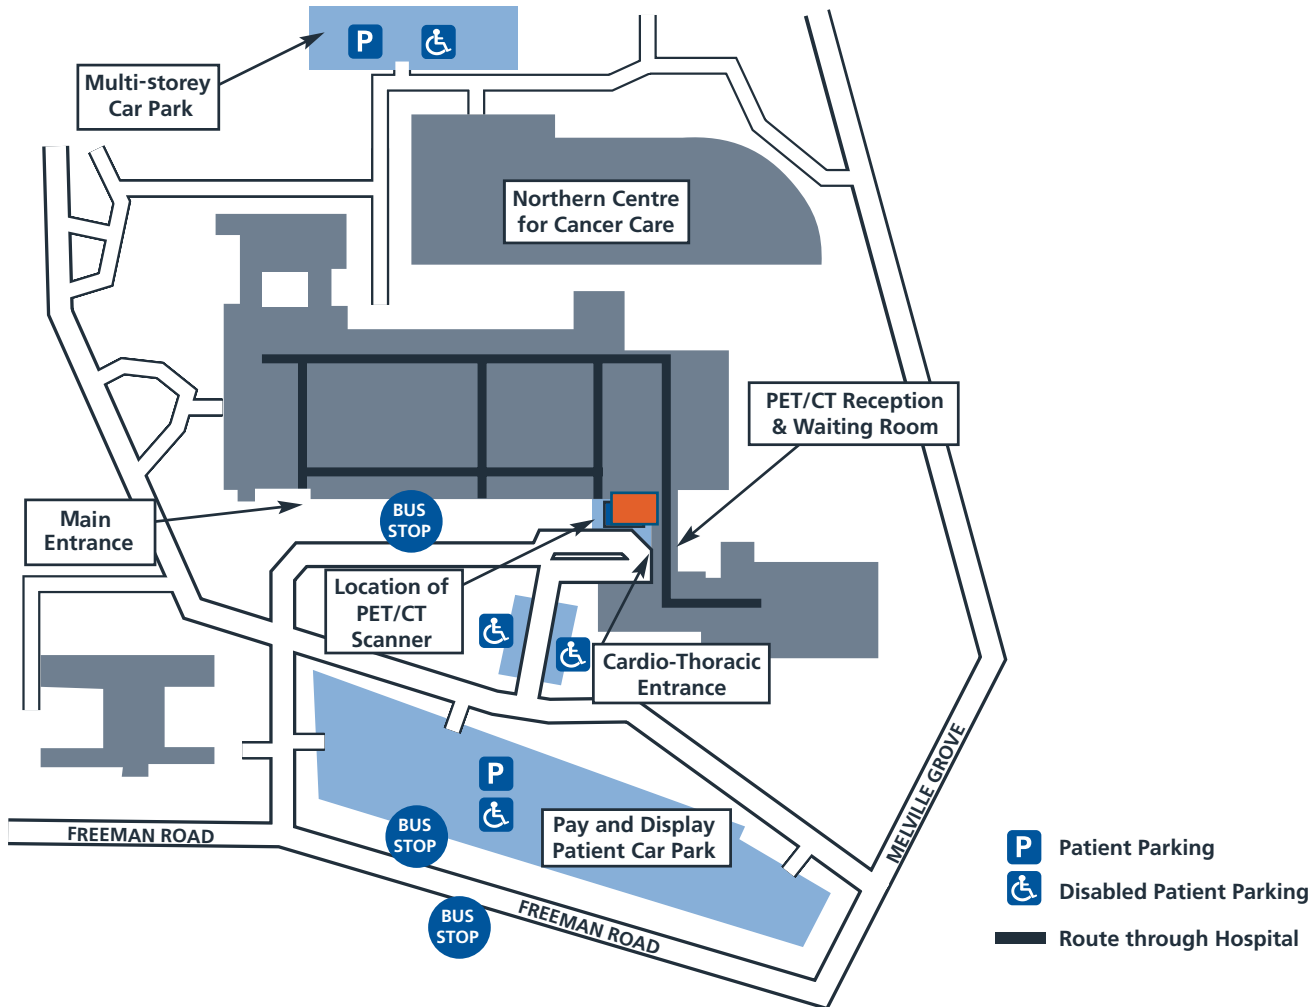 P
Multi-storey
Car Park
Northern Centre
for Cancer Care
PET/CT Reception
& Waiting Room
Main
Entrance
BUS
STOP
Location of
PET/CT
Scanner
Cardio-Thoracic
Entrance
P
Pay and Display
Patient Car Park
BUS
STOP
BUS
STOP
FREEMAN ROAD
FREEMAN ROAD
MELVILLE GROVE
P Patient Parking
Disabled Patient Parking
Route through Hospital